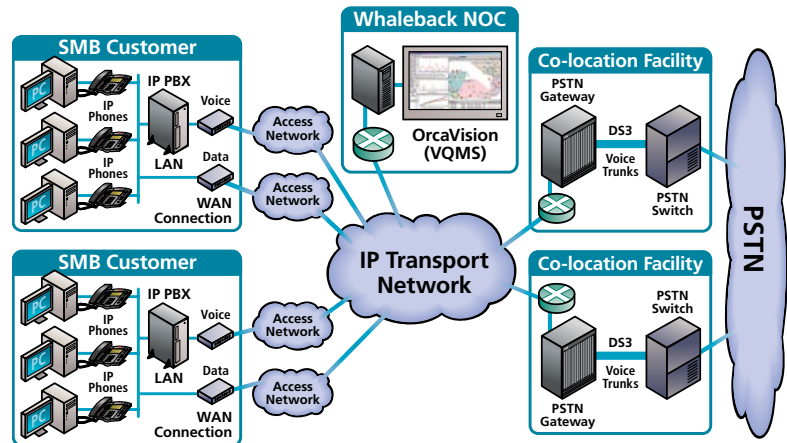 SMB Customer
PC
PC
PC
IP
Phones
IP
Phones
IP PBX
LAN
Voice
Data
WAN
Connection
Access
Network
Access
Network
Whaleback NOC
OrcaVision
(VQMS)
Co-location Facility
PSTN
Gateway
DS3
Voice
Trunks
PSTN
Switch
PSTN
IP Transport
Network
SMB Customer
PC
PC
PC
IP
Phones
IP
Phones
IP PBX
LAN
Voice
Data
WAN
Connection
Access
Network
Access
Network
Co-location Facility
PSTN
Switch
DS3
Voice
Trunks
PSTN
Gateway